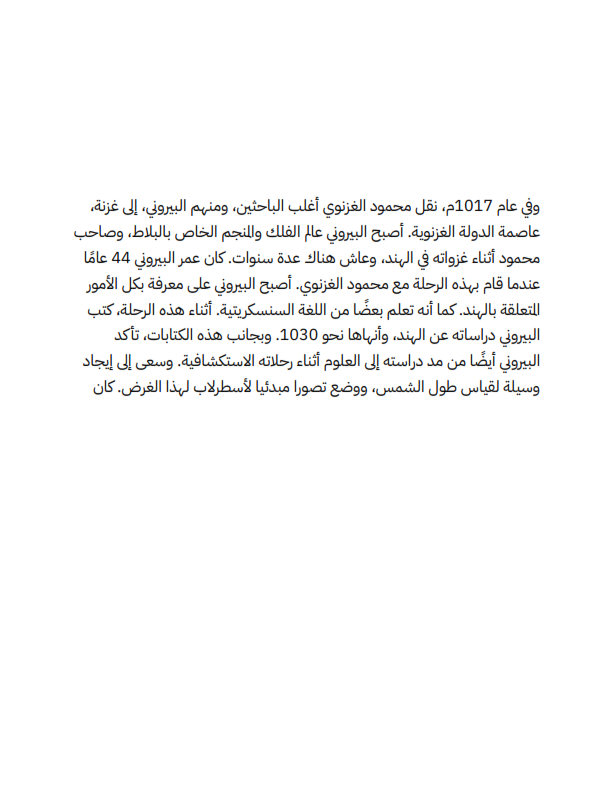 وفي عام 1017م، نقل محمود الغزنوي أغلب الباحثين، ومنهم البيروني، إلى غزنة،
عاصمة الدولة الغزنوية. أصبح البيروني عالم الفلك والمنجم الخاص بالبلاط، وصاحب
محمود أثناء غزواته في الهند، وعاش هناك عدة سنوات. كان عمر البيروني 44 عامًا
عندما قام بهذه الرحلة مع محمود الغزنوي. أصبح البيروني على معرفة بكل الأمور
المتعلقة بالهند. كما أنه تعلم بعضًا من اللغة السنسكريتية. أثناء هذه الرحلة، كتب
البيروني دراساته عن الهند، وأنهاها نحو 1030. وبجانب هذه الكتابات، تأكد
البيروني أيضًا من مد دراسته إلى العلوم أثناء رحلاته الاستكشافية. وسعى إلى إيجاد
وسيلة لقياس طول الشمس، ووضع تصورا مبدئيا لأسطرلاب لهذا الغرض. كان